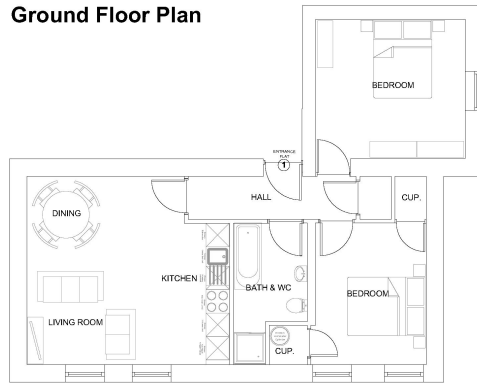 Ground Floor Plan
BEDROOM
ENTRANCE
FLAT
1
HALL
CUP.
DINING
KITCHEN
BATH & WC
BEDROOM
LIVING ROOM
CUP.